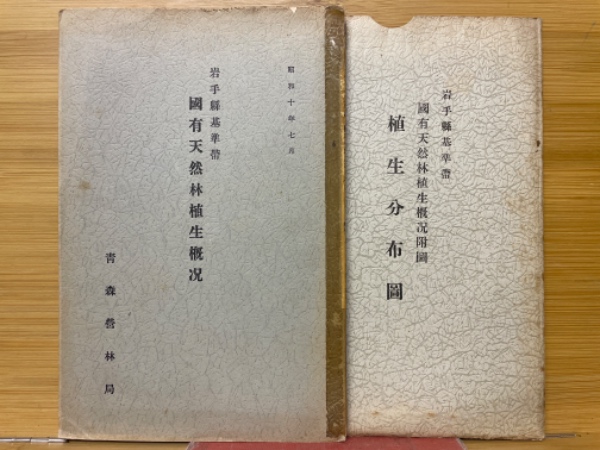 昭和十年七月
岩手縣基準帶
國有天然林植生概況
青森營林局
岩手縣基準帶
國有天然林植生概況附圖
植生分布圖